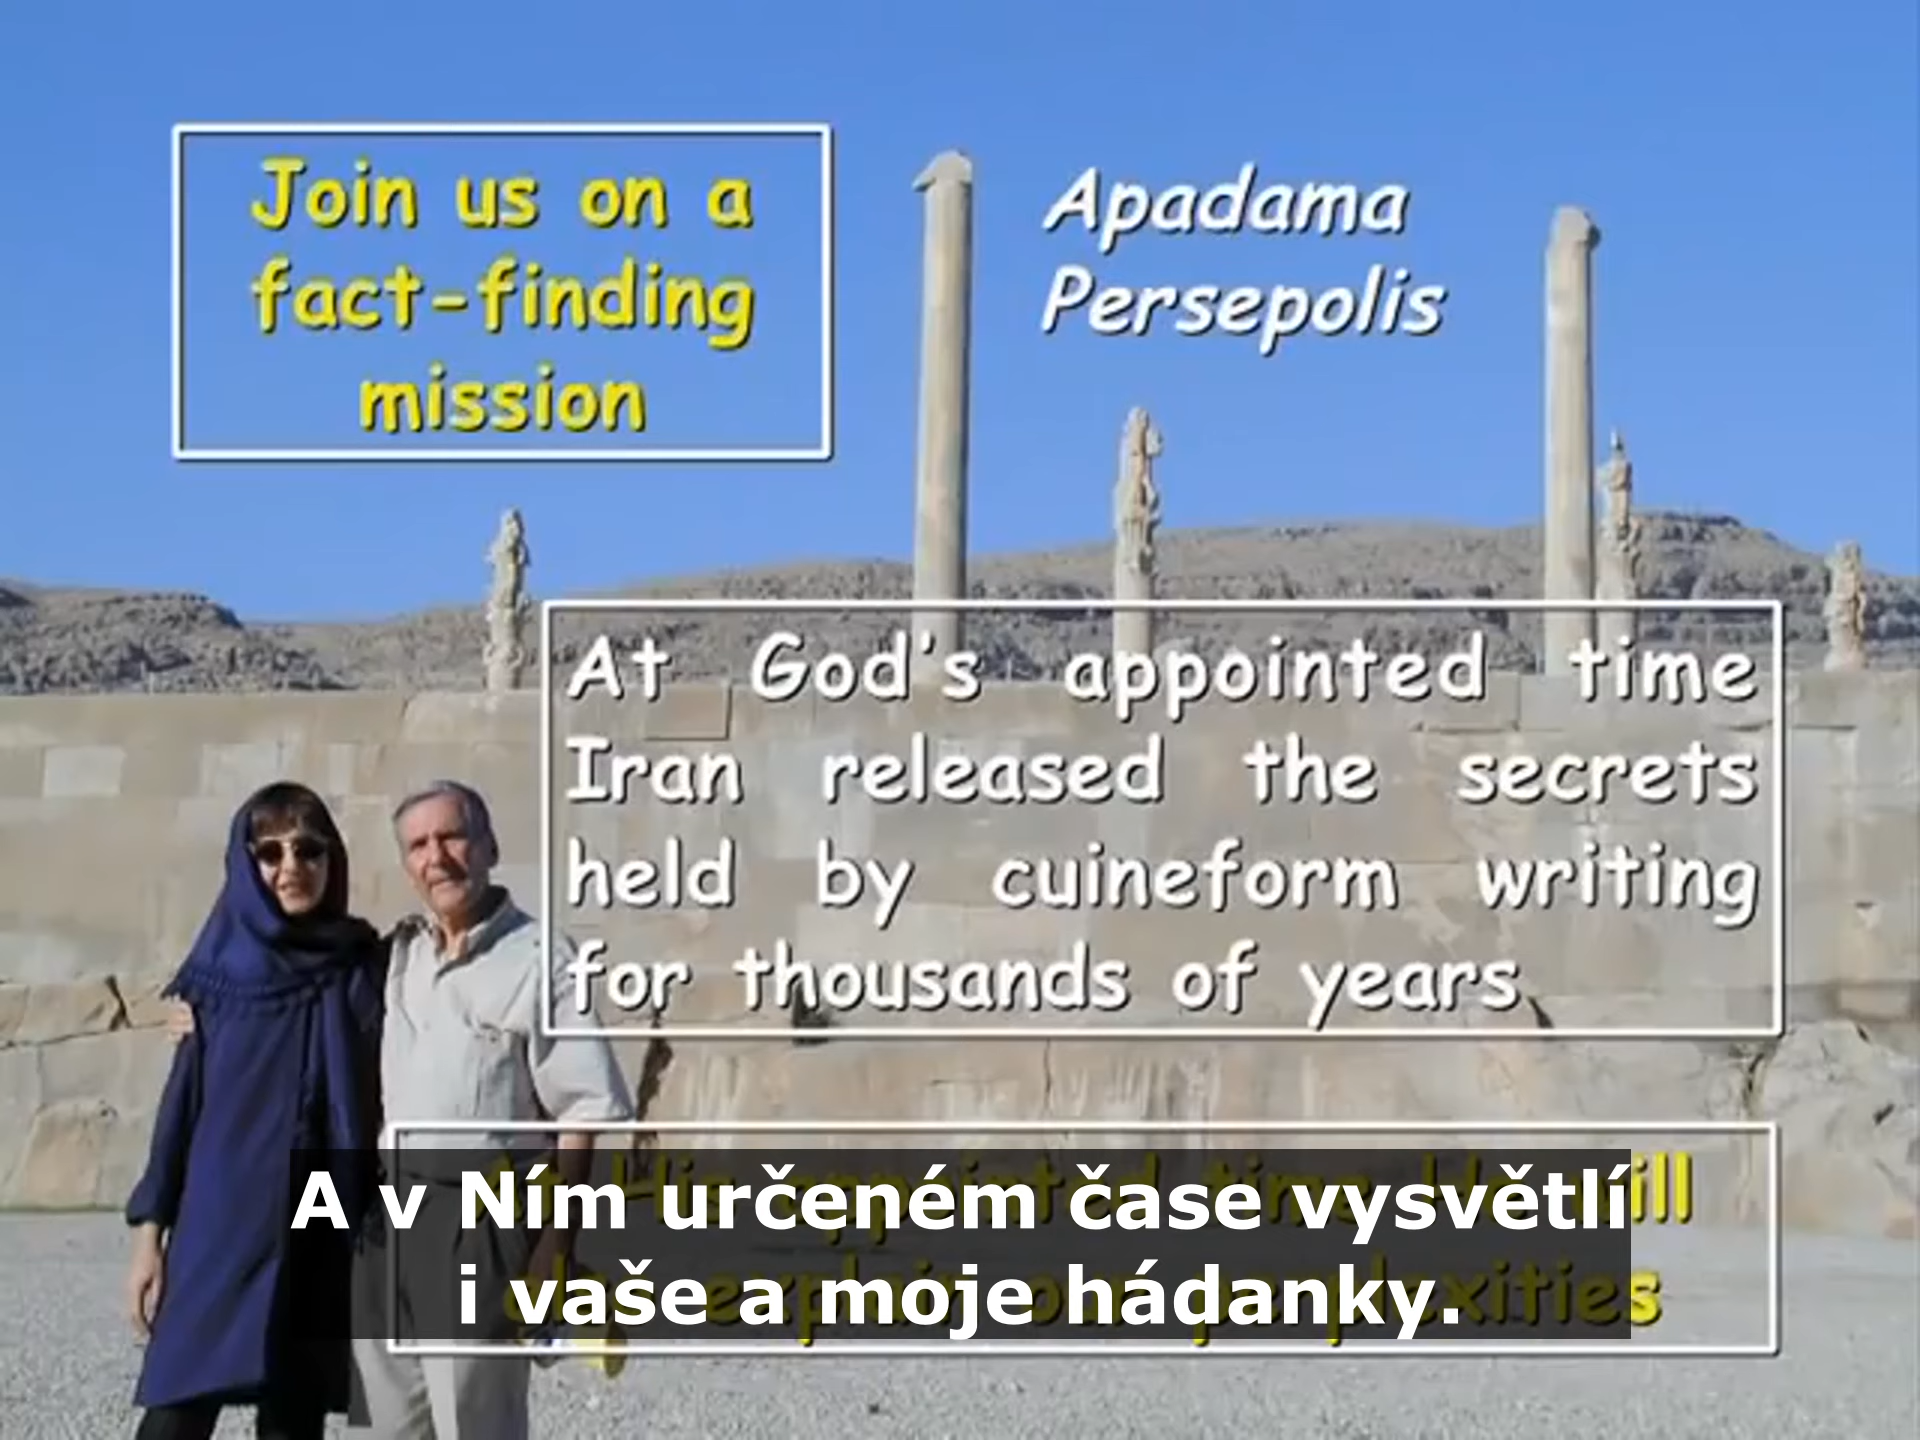 Join us on a
fact-finding
mission
Apadama
Persepolis
At God's appointed time
Iran released the secrets
held by cuineform writing
for thousands of years
A v Ním určeném čase vysvětlí
i vaše a moje hádanky.